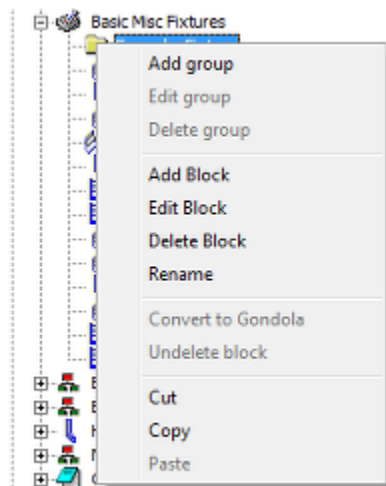 Basic Misc Fixtures
Add group
Edit group
Delete group
Add Block
Edit Block
Delete Block
Rename
Convert to Gondola
Undelete block
Cut
Copy
Paste